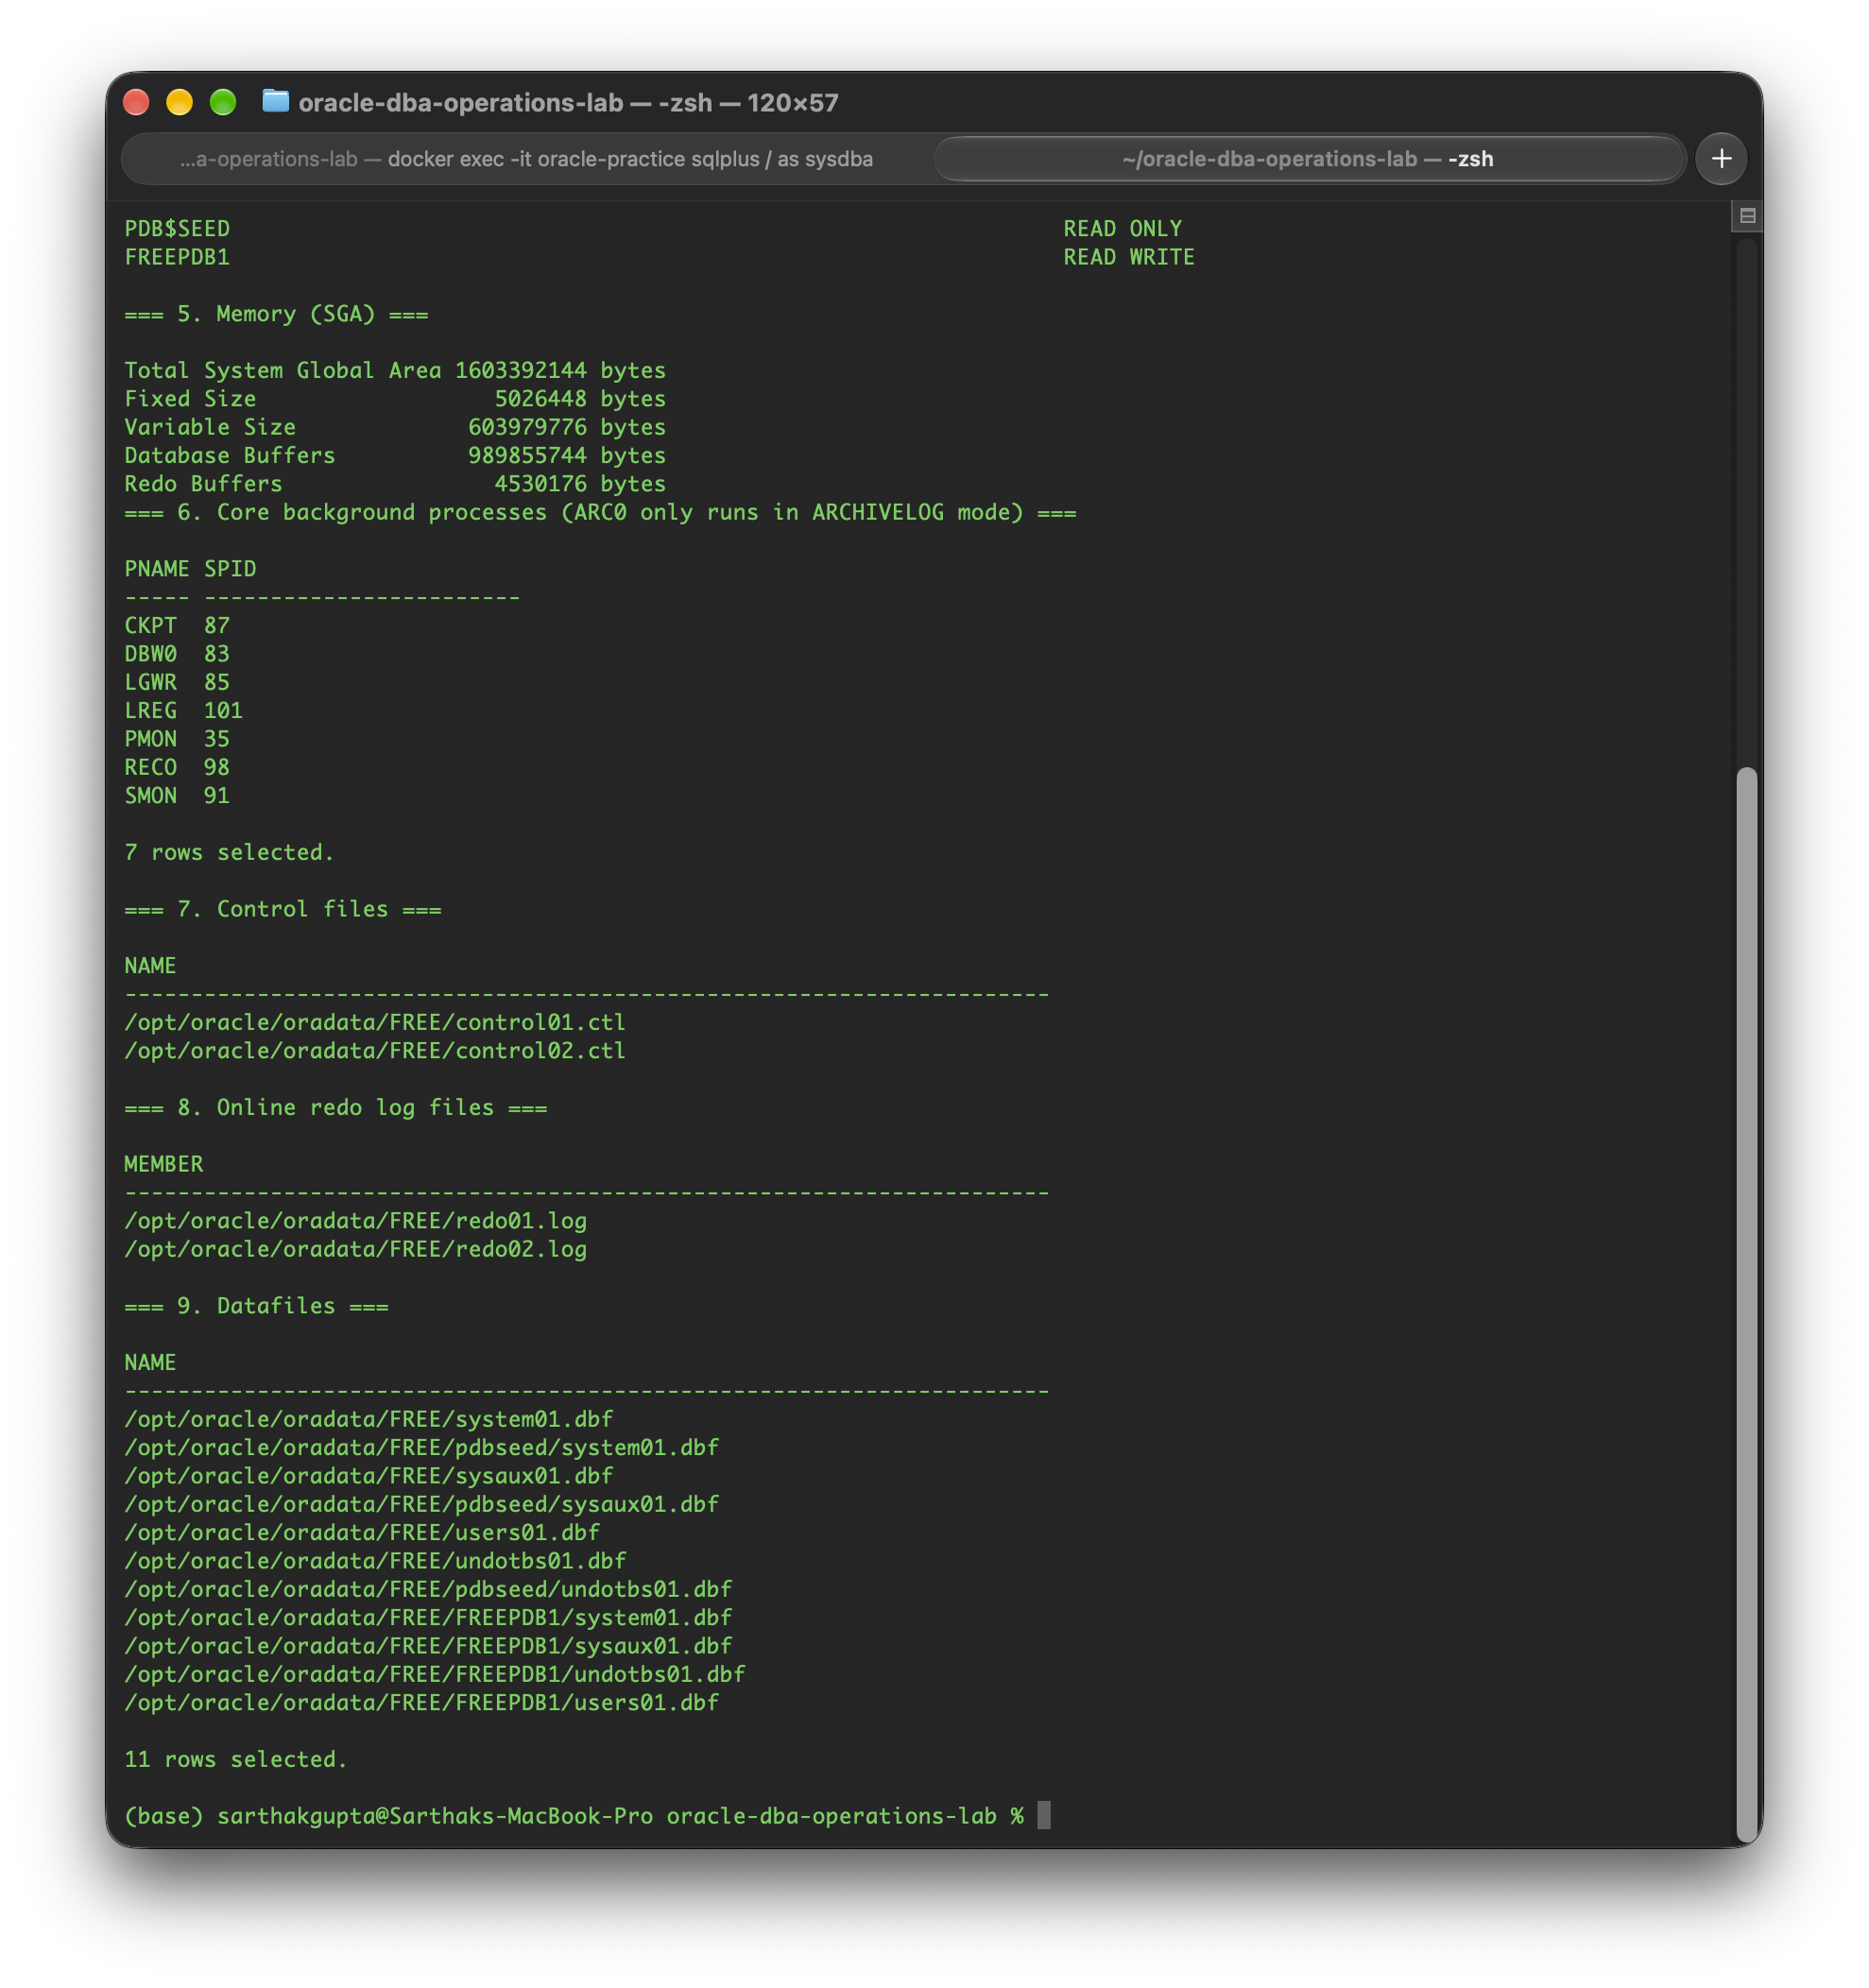 oracle-dba-operations-lab — -zsh — 120×57
...a-operations-lab — docker exec -it oracle-practice sqlplus / as sysdba
~/oracle-dba-operations-lab — -zsh
+
PDB$SEED                                                               READ ONLY
FREEPDB1                                                               READ WRITE
=== 5. Memory (SGA) ===
Total System Global Area 1603392144 bytes
Fixed Size                  5026448 bytes
Variable Size             603979776 bytes
Database Buffers          989855744 bytes
Redo Buffers                4530176 bytes
=== 6. Core background processes (ARC0 only runs in ARCHIVELOG mode) ===
PNAME SPID
----- ------------------------
CKPT  87
DBW0  83
LGWR  85
LREG  101
PMON  35
RECO  98
SMON  91
7 rows selected.
=== 7. Control files ===
NAME
----------------------------------------------------------------------
/opt/oracle/oradata/FREE/control01.ctl
/opt/oracle/oradata/FREE/control02.ctl
=== 8. Online redo log files ===
MEMBER
----------------------------------------------------------------------
/opt/oracle/oradata/FREE/redo01.log
/opt/oracle/oradata/FREE/redo02.log
=== 9. Datafiles ===
NAME
----------------------------------------------------------------------
/opt/oracle/oradata/FREE/system01.dbf
/opt/oracle/oradata/FREE/pdbseed/system01.dbf
/opt/oracle/oradata/FREE/sysaux01.dbf
/opt/oracle/oradata/FREE/pdbseed/sysaux01.dbf
/opt/oracle/oradata/FREE/users01.dbf
/opt/oracle/oradata/FREE/undotbs01.dbf
/opt/oracle/oradata/FREE/pdbseed/undotbs01.dbf
/opt/oracle/oradata/FREE/FREEPDB1/system01.dbf
/opt/oracle/oradata/FREE/FREEPDB1/sysaux01.dbf
/opt/oracle/oradata/FREE/FREEPDB1/undotbs01.dbf
/opt/oracle/oradata/FREE/FREEPDB1/users01.dbf
11 rows selected.
(base) sarthakgupta@Sarthaks-MacBook-Pro oracle-dba-operations-lab %